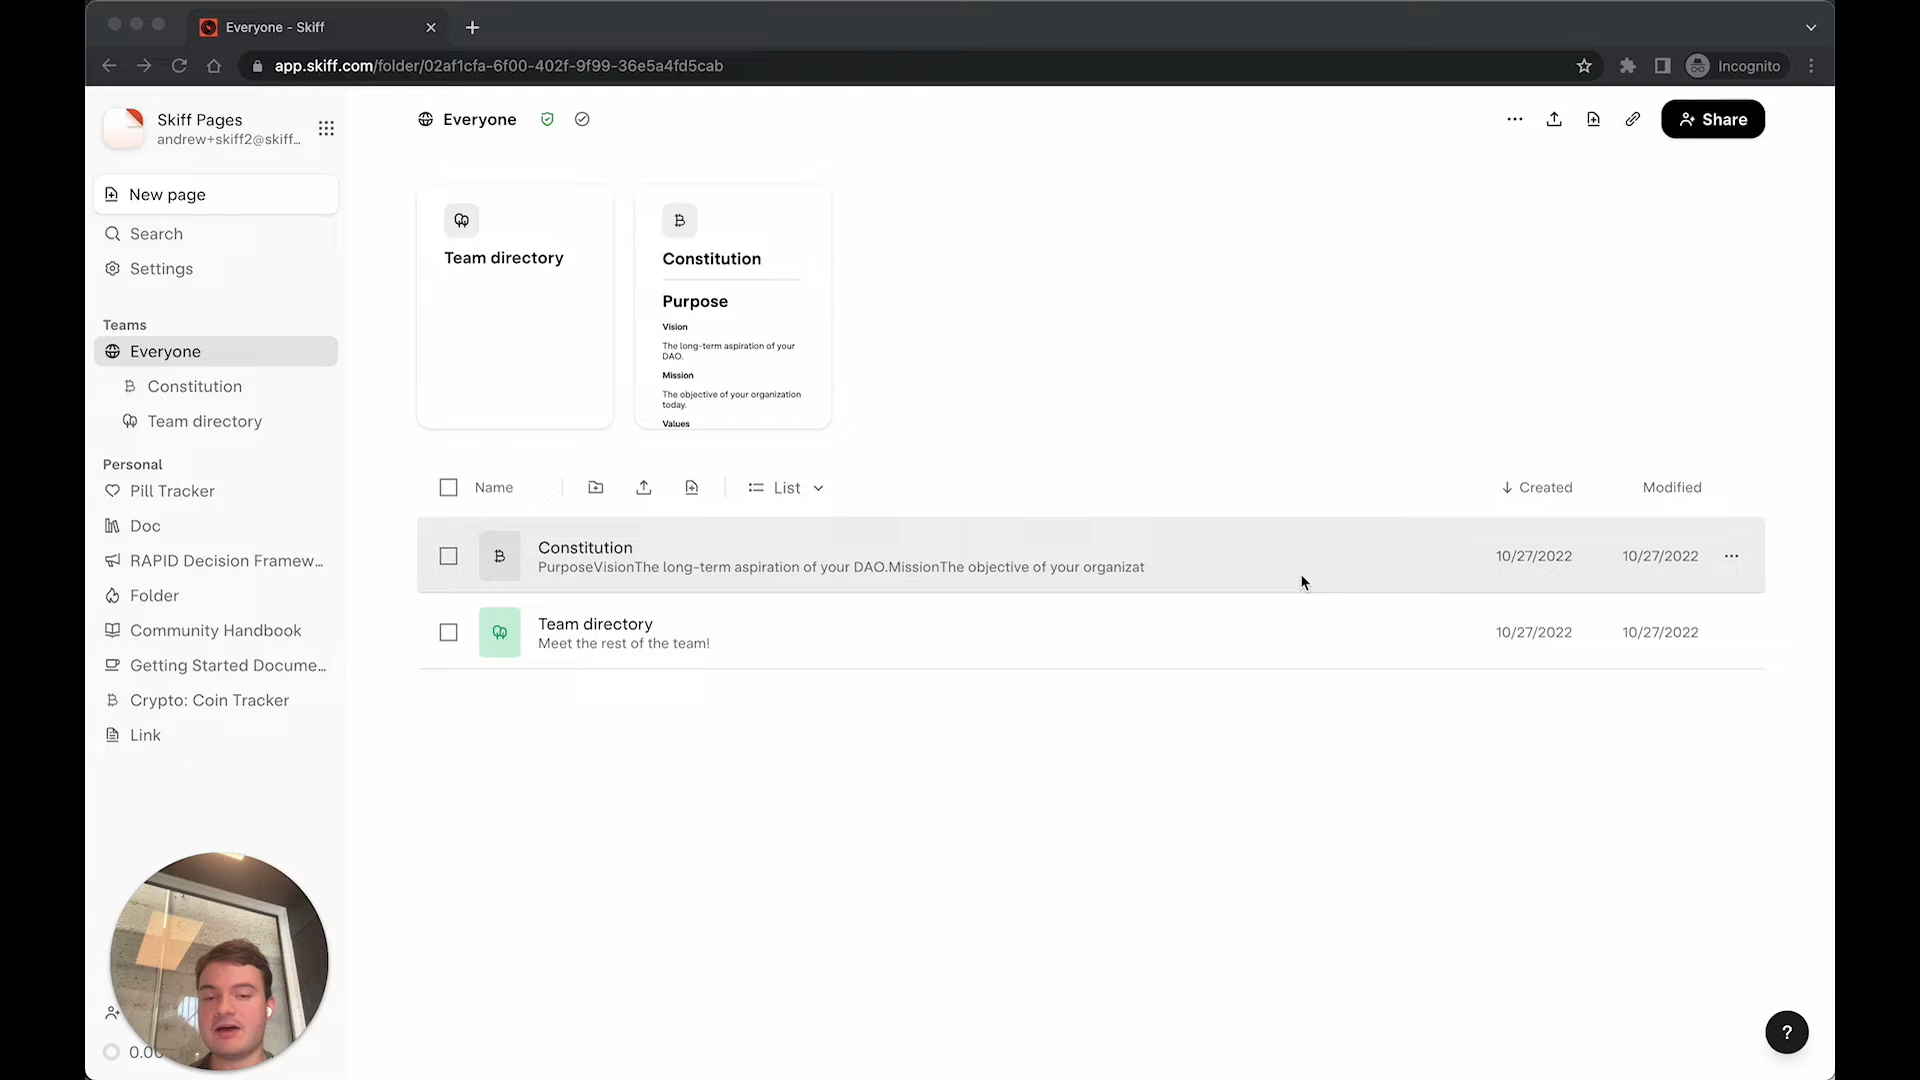 Everyone - Skiff
app.skiff.com/folder/02af1cfa-6f00-402f-9f99-36e5a4fd5cab
Incognito
Skiff Pages
andrew+skiff2@skiff...
New page
Search
Settings
Teams
Everyone
Constitution
Team directory
Personal
Pill Tracker
Doc
RAPID Decision Framew...
Folder
Community Handbook
Getting Started Docume...
Crypto: Coin Tracker
Link
Everyone
Share
Team directory
Constitution
Purpose
Vision
The long-term aspiration of your
DAO.
Mission
The objective of your organization
today.
Values
Name
List
Created
Modified
Constitution
PurposeVisionThe long-term aspiration of your DAO.MissionThe objective of your organizat
10/27/2022
10/27/2022
Team directory
Meet the rest of the team!
10/27/2022
10/27/2022
?